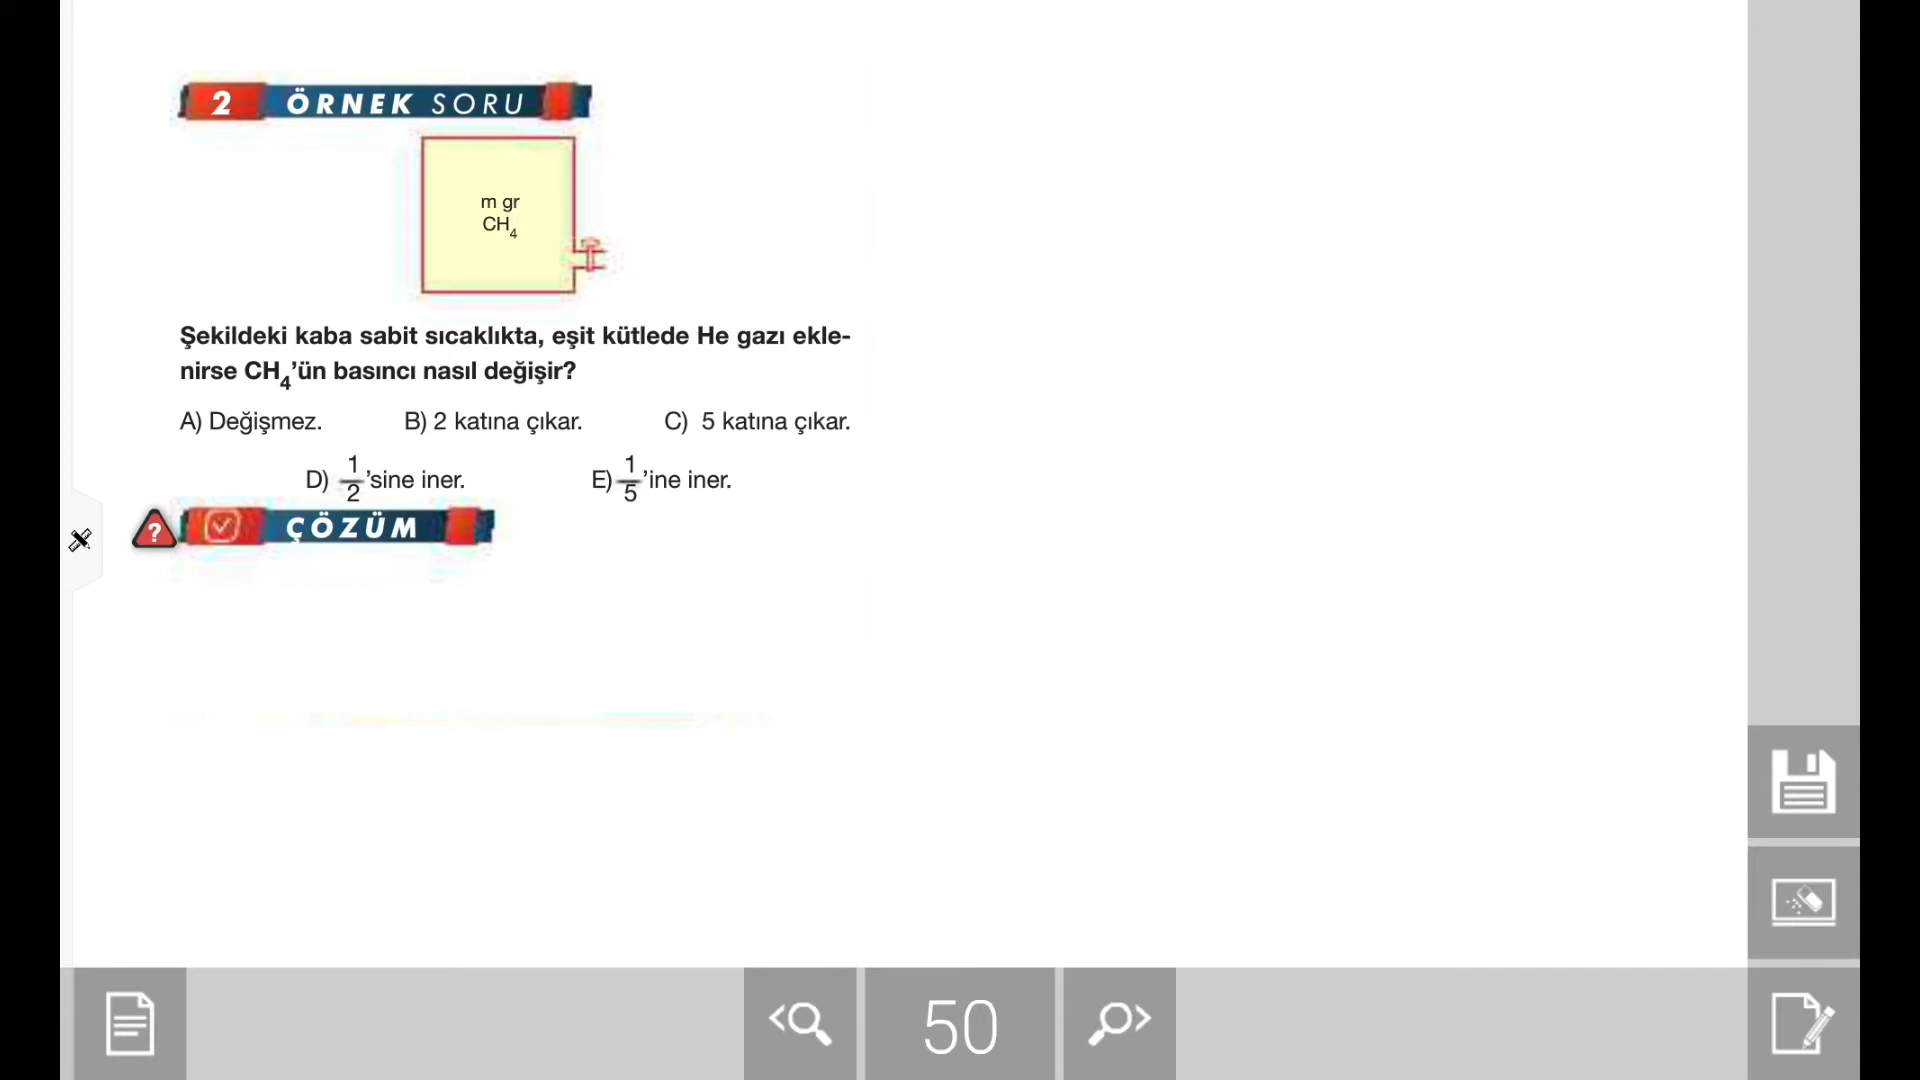 2 ÖRNEK SORU
m gr
CH4
Şekildeki kaba sabit sıcaklıkta, eşit kütlede He gazı ekle-
nirse CH4'ün basıncı nasıl değişir?
A) Değişmez. B) 2 katına çıkar. C) 5 katına çıkar.
D) 1/2 'sine iner. E) 1/5 'ine iner.
? ÇÖZÜM
50